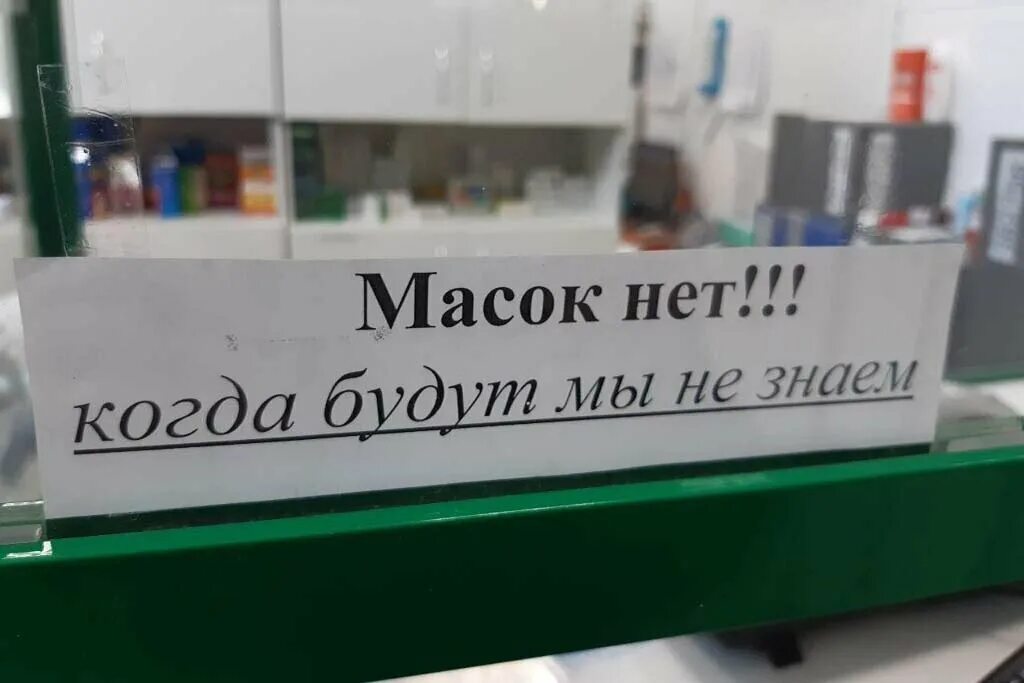 Масок нет!!!
когда будут мы не знаем